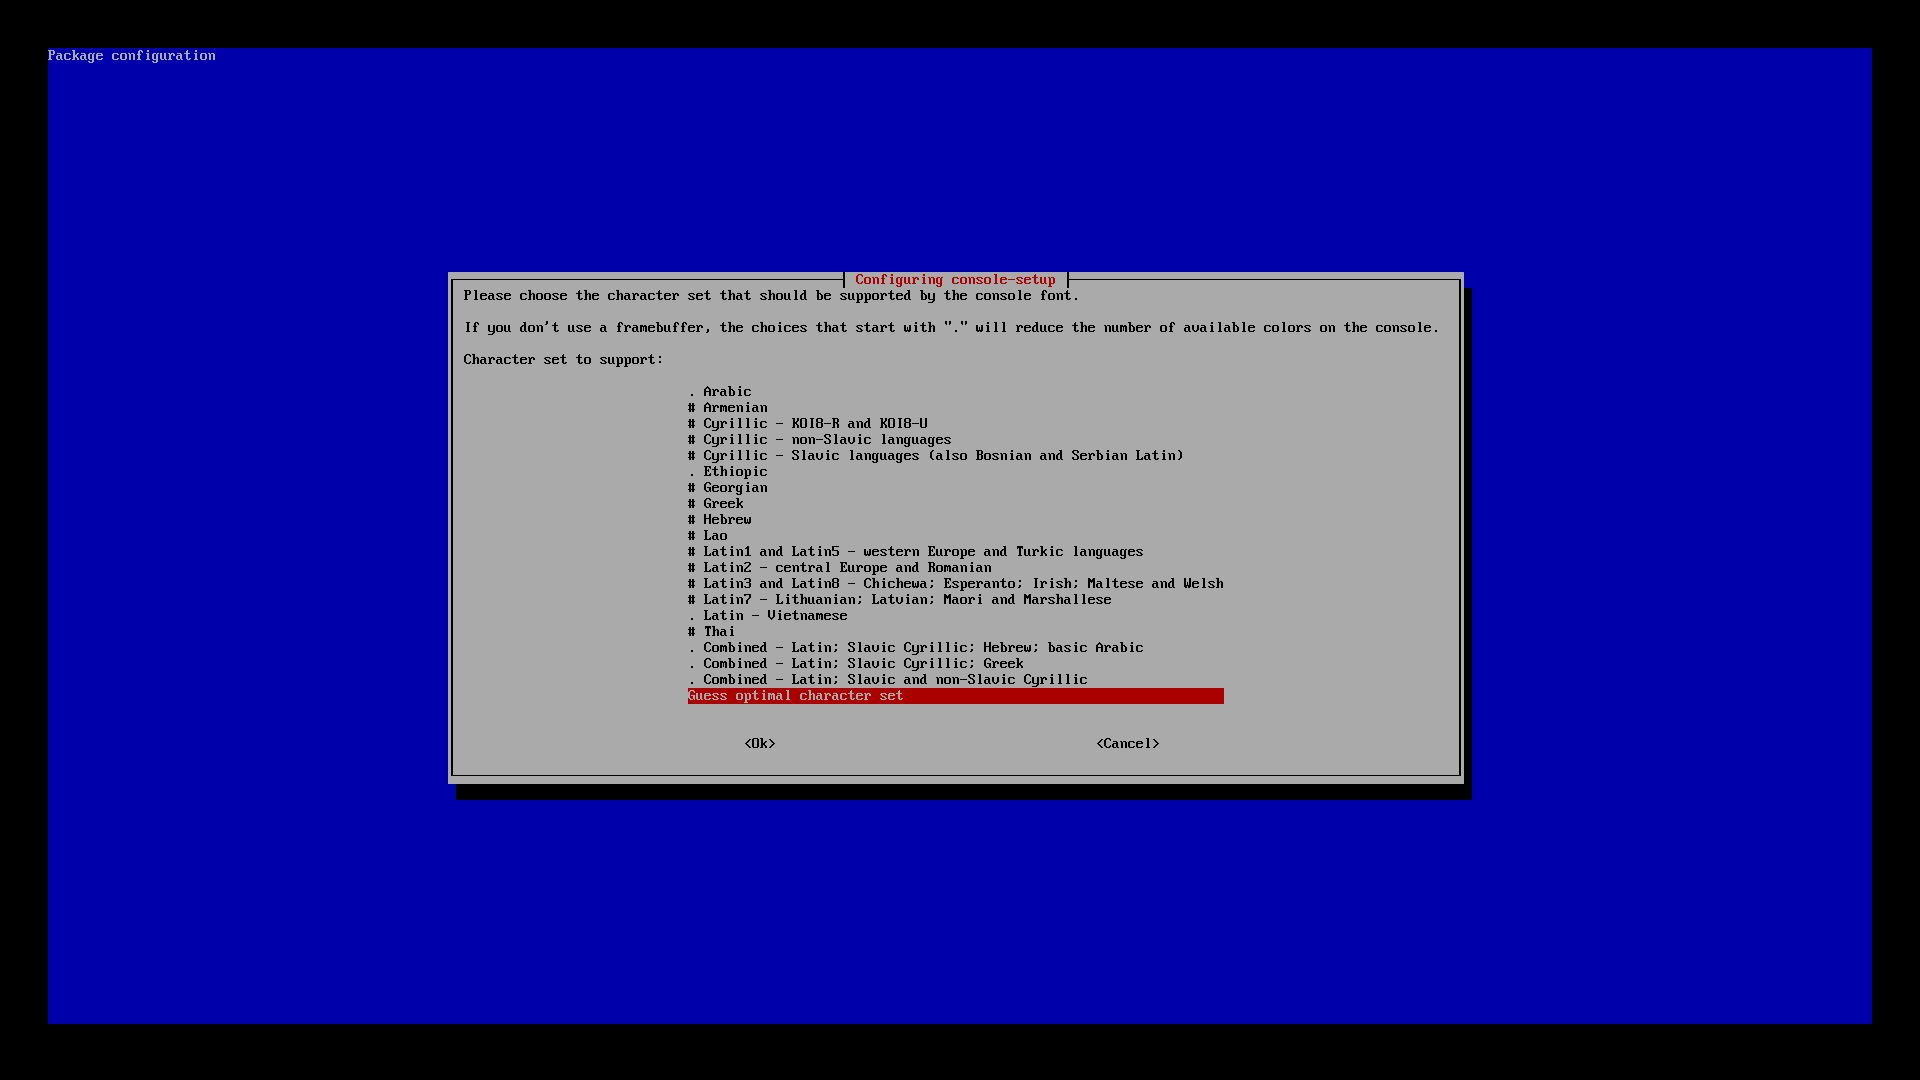 Package configuration
Configuring console-setup
Please choose the character set that should be supported by the console font.
If you don't use a framebuffer, the choices that start with "." will reduce the number of available colors on the console.
Character set to support:
. Arabic
# Armenian
# Cyrillic - KOI8-R and KOI8-U
# Cyrillic - non-Slavic languages
# Cyrillic - Slavic languages (also Bosnian and Serbian Latin)
. Ethiopic
# Georgian
# Greek
# Hebrew
# Lao
# Latin1 and Latin5 - western Europe and Turkic languages
# Latin2 - central Europe and Romanian
# Latin3 and Latin8 - Chichewa; Esperanto; Irish; Maltese and Welsh
# Latin7 - Lithuanian; Latvian; Maori and Marshallese
. Latin - Vietnamese
# Thai
. Combined - Latin; Slavic Cyrillic; Hebrew; basic Arabic
. Combined - Latin; Slavic Cyrillic; Greek
. Combined - Latin; Slavic and non-Slavic Cyrillic
Guess optimal character set
<Ok> <Cancel>